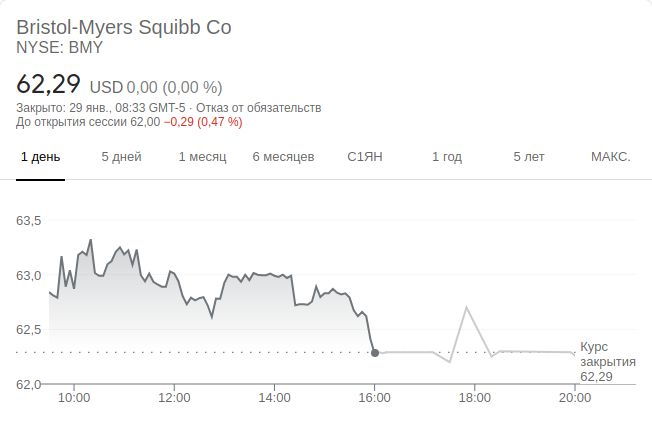 Bristol-Myers Squibb Co
NYSE: BMY
62,29 USD 0,00 (0,00 %)
Закрыто: 29 янв., 08:33 GMT-5 · Отказ от обязательств
До открытия сессии 62,00 −0,29 (0,47 %)
1 день 5 дней 1 месяц 6 месяцев С1ЯН 1 год 5 лет МАКС.
63,5
63,0
62,5
62,0
Курс
закрытия
62,29
10:00 12:00 14:00 16:00 18:00 20:00